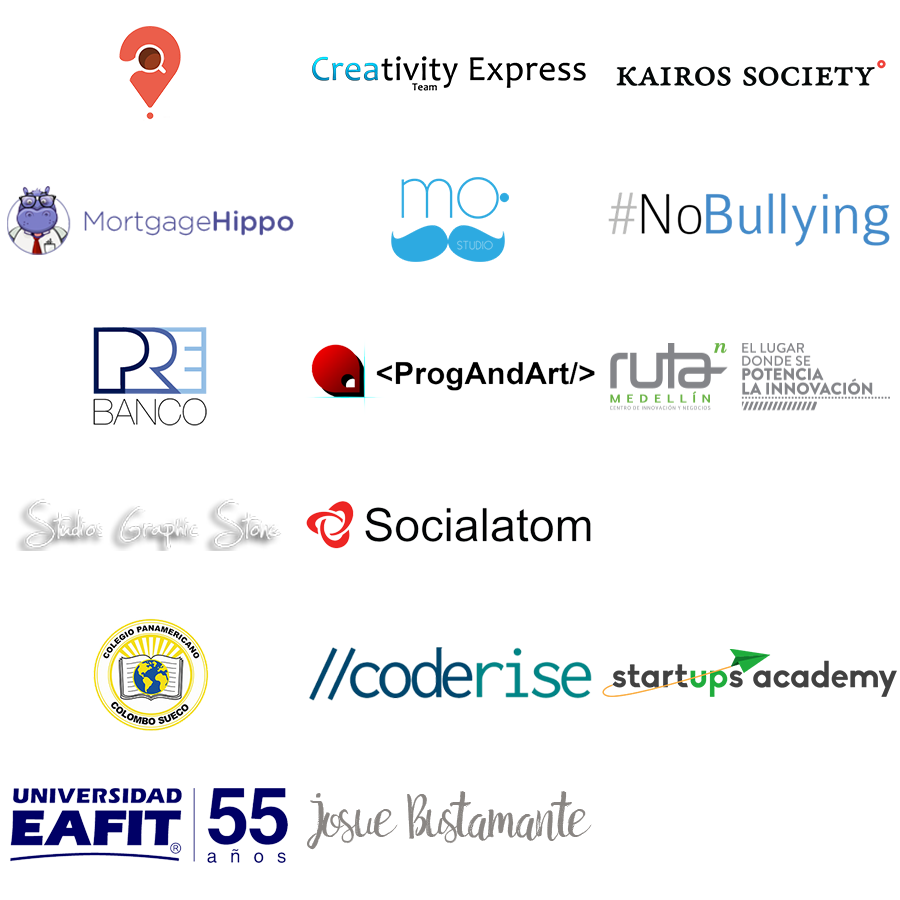 Creativity Express
Team
KAIROS SOCIETY
MortgageHippo
mo
STUDIO
#NoBullying
PRE
BANCO
<ProgAndArt/>
ruta n
MEDELLÍN
CENTRO DE INNOVACIÓN Y NEGOCIOS
EL LUGAR
DONDE SE
POTENCIA
LA INNOVACIÓN
Studios Graphic Stone
Socialatom
COLEGIO PANAMERICANO
COLOMBO SUECO
//coderise
startups academy
UNIVERSIDAD
EAFIT®
55
años
Josue Bustamante